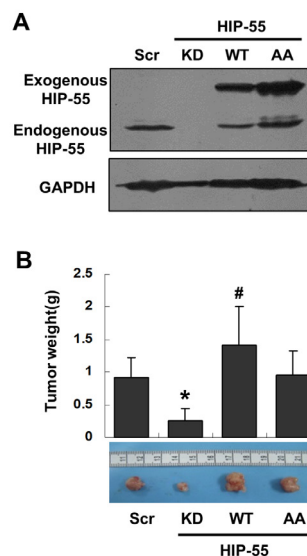 A
HIP-55
Scr KD WT AA
Exogenous
HIP-55
Endogenous
HIP-55
GAPDH
B
Tumor weight(g)
2.5
2
1.5
1
0.5
0
*
#
Scr KD WT AA
HIP-55